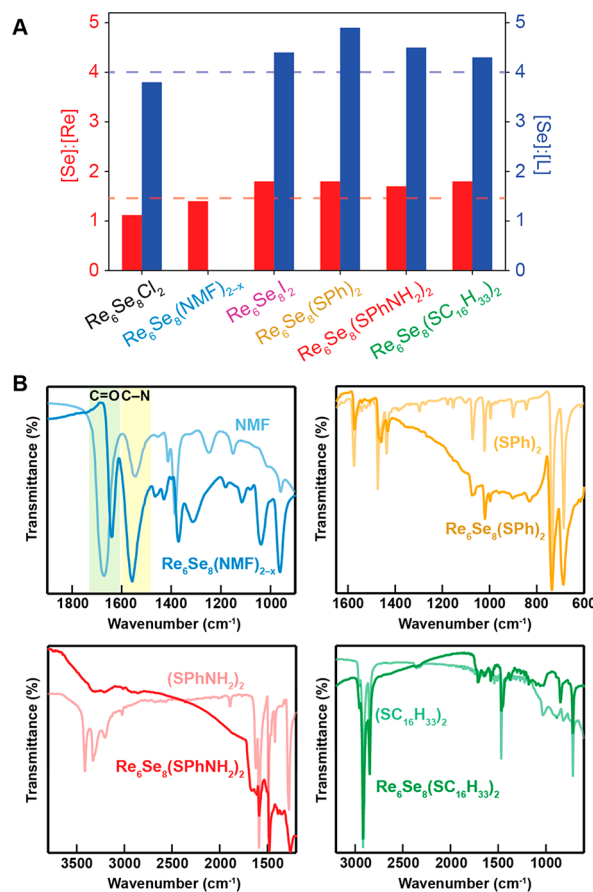 A
[Se]:[Re]
5
4
3
2
1
0
[Se]:[L]
5
4
3
2
1
0
Re₆Se₈Cl₂
Re₆Se₈(NMF)₂₋ₓ
Re₆Se₈I₂
Re₆Se₈(SPh)₂
Re₆Se₈(SPhNH₂)₂
Re₆Se₈(SC₁₆H₃₃)₂
B
C=O C–N
NMF
Re₆Se₈(NMF)₂₋ₓ
Transmittance (%)
1800 1600 1400 1200 1000
Wavenumber (cm⁻¹)
(SPh)₂
Re₆Se₈(SPh)₂
Transmittance (%)
1600 1400 1200 1000 800 600
Wavenumber (cm⁻¹)
(SPhNH₂)₂
Re₆Se₈(SPhNH₂)₂
Transmittance (%)
3500 3000 2500 2000 1500
Wavenumber (cm⁻¹)
(SC₁₆H₃₃)₂
Re₆Se₈(SC₁₆H₃₃)₂
Transmittance (%)
3000 2500 2000 1500 1000
Wavenumber (cm⁻¹)